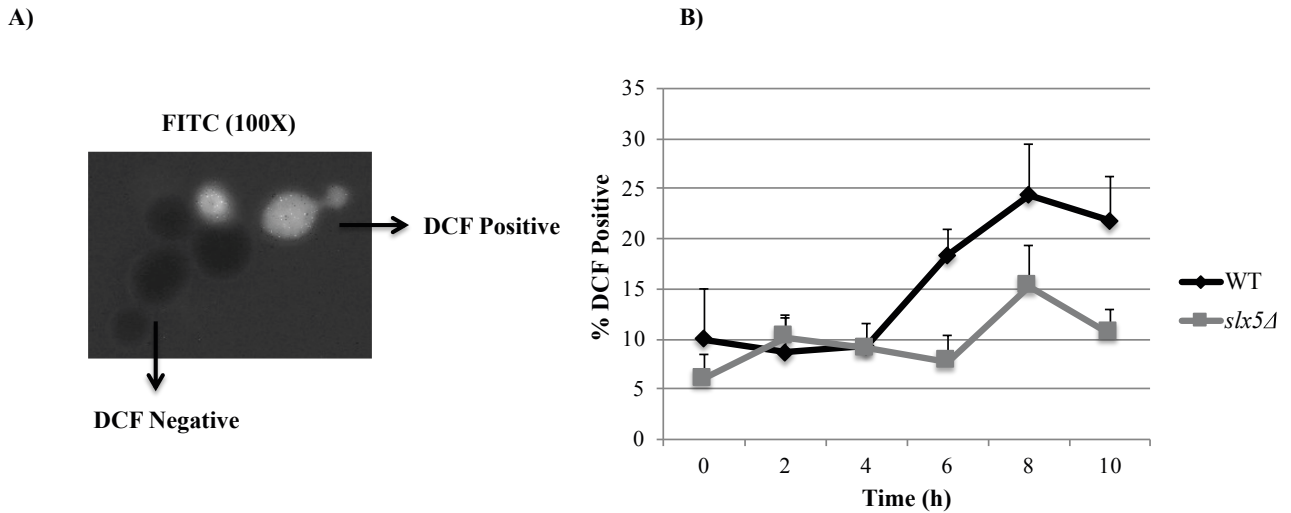 A)
FITC (100X)
DCF Positive
DCF Negative
B)
% DCF Positive
35
30
25
20
15
10
5
0
0 2 4 6 8 10
Time (h)
WT
slx5Δ